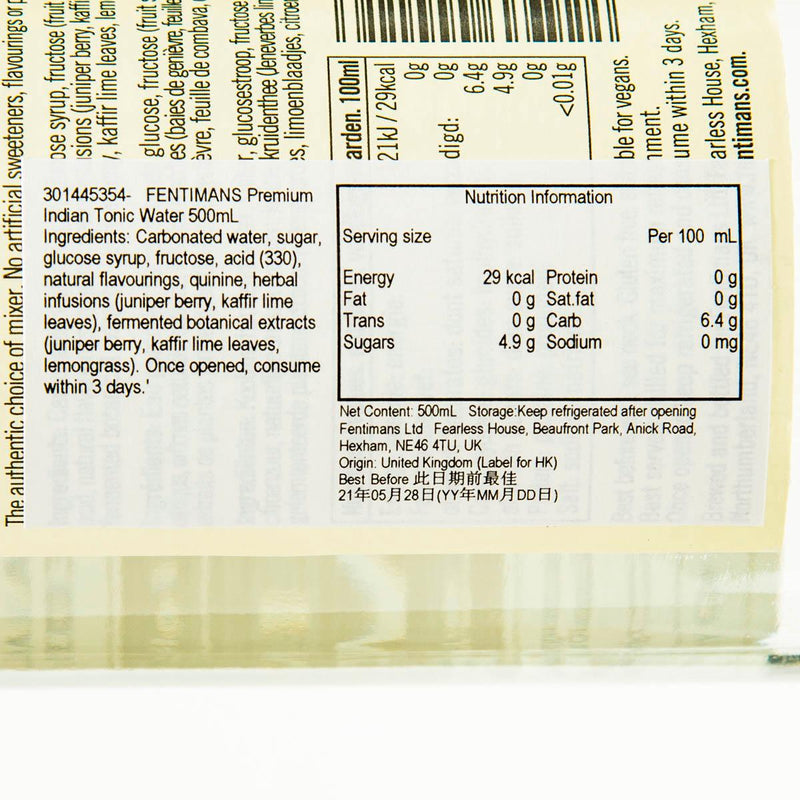 301445354- FENTIMANS Premium
Indian Tonic Water 500mL
Ingredients: Carbonated water, sugar,
glucose syrup, fructose, acid (330),
natural flavourings, quinine, herbal
infusions (juniper berry, kaffir lime
leaves), fermented botanical extracts
(juniper berry, kaffir lime leaves,
lemongrass). Once opened, consume
within 3 days.'
Nutrition Information
Serving size Per 100 mL
Energy 29 kcal Protein 0 g
Fat 0 g Sat.fat 0 g
Trans 0 g Carb 6.4 g
Sugars 4.9 g Sodium 0 mg
Net Content: 500mL Storage:Keep refrigerated after opening
Fentimans Ltd Fearless House, Beaufront Park, Anick Road,
Hexham, NE46 4TU, UK
Origin: United Kingdom (Label for HK)
Best Before 此日期前最佳
21年05月28日(YY年MM月DD日)
The authentic choice of mixer. No artificial sweeteners, flavourings or
ose syrup, fructose (fruit
sions (juniper berry, kaffi
, kaffir lime leaves, lem
glucose, fructose (fruit s
es (baies de genièvre, feuille
èvre, feuille de combava,
r, glucosestroop, fructose
kruidenthee (Jeneverbes lim
es, limoenblaadjes, citroe
arden. 100ml
21kJ / 29kcal
0g
0g
digd: 6.4g
4.9g
0g
<0.01g
ble for vegans.
nment.
ume within 3 days.
arless House, Hexham,
ntimans.com.